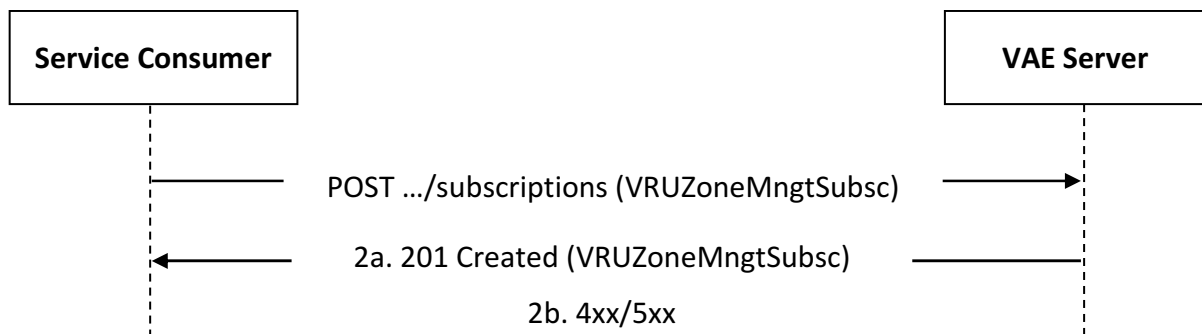 Service Consumer
VAE Server
POST …/subscriptions (VRUZoneMngtSubsc)
2a. 201 Created (VRUZoneMngtSubsc)
2b. 4xx/5xx